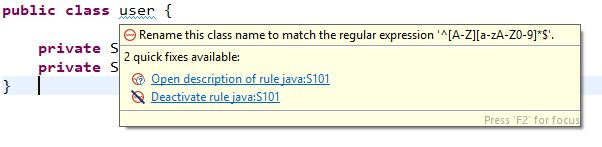 public class user {
Rename this class name to match the regular expression '^[A-Z][a-zA-Z0-9]*$'.
private S
2 quick fixes available:
private S
Open description of rule java:S101
}
Deactivate rule java:S101
Press 'F2' for focus